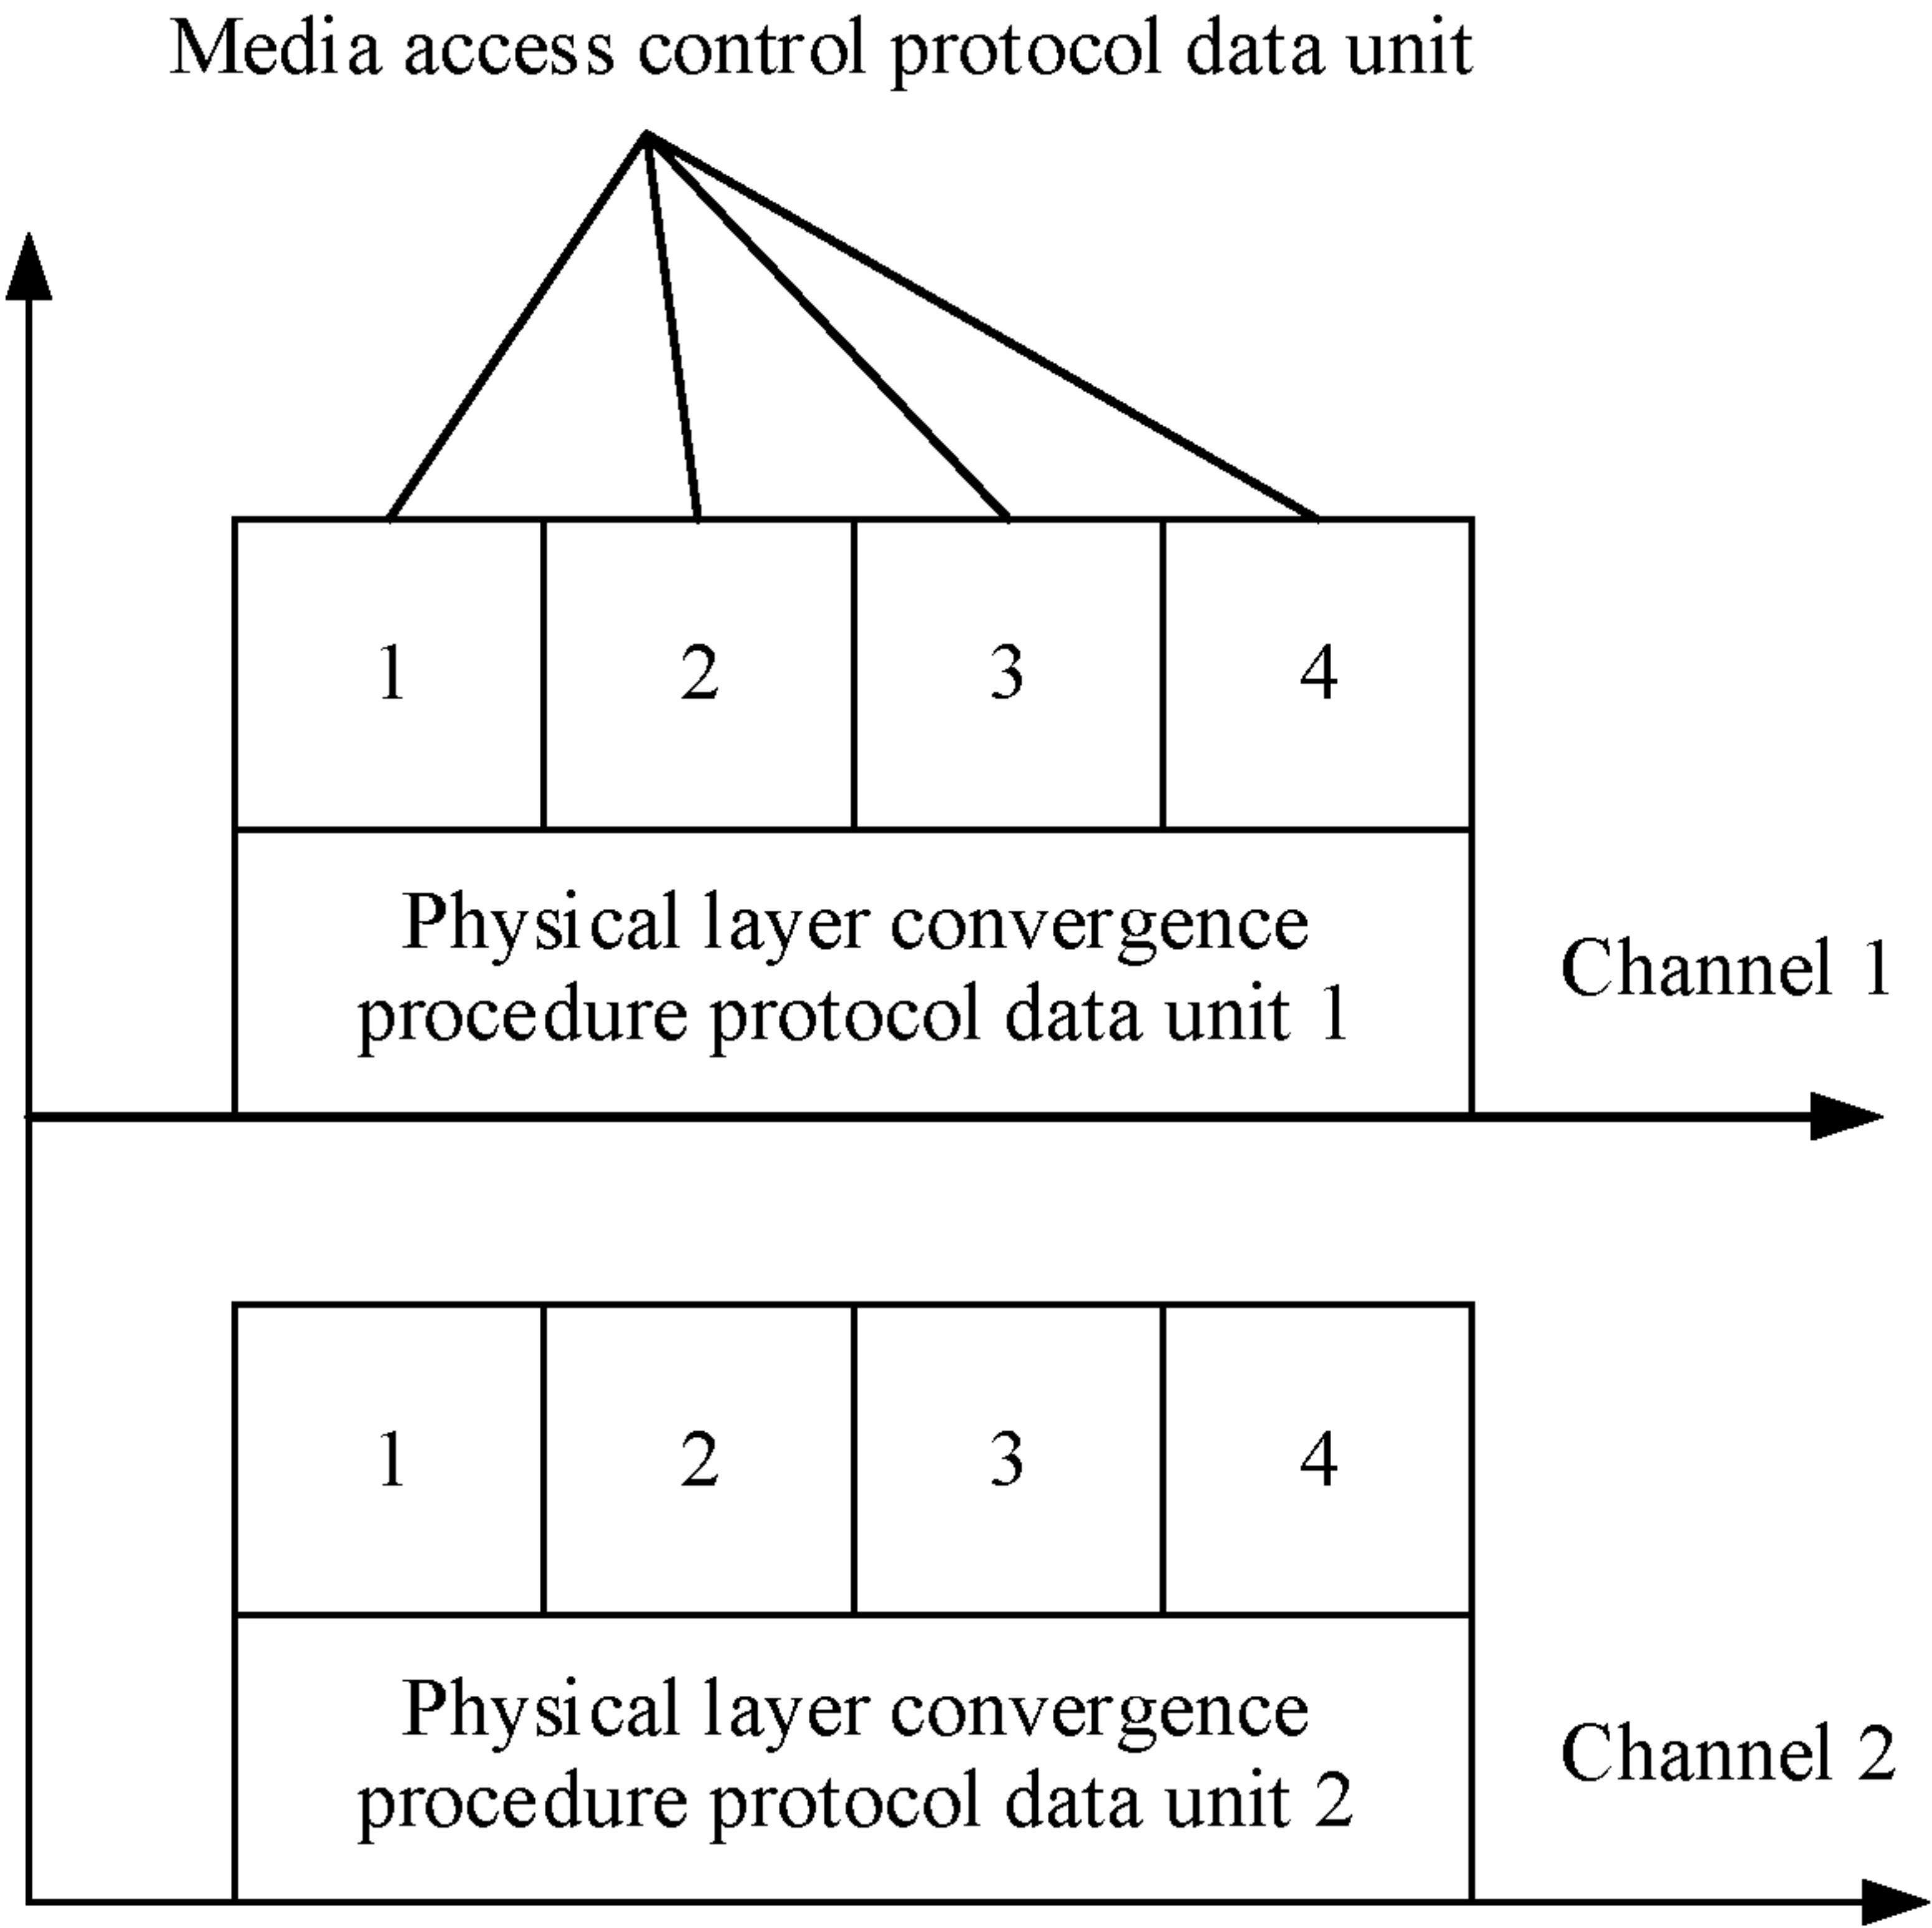 Media access control protocol data unit
1 2 3 4
Physical layer convergence
procedure protocol data unit 1
Channel 1
1 2 3 4
Physical layer convergence
procedure protocol data unit 2
Channel 2